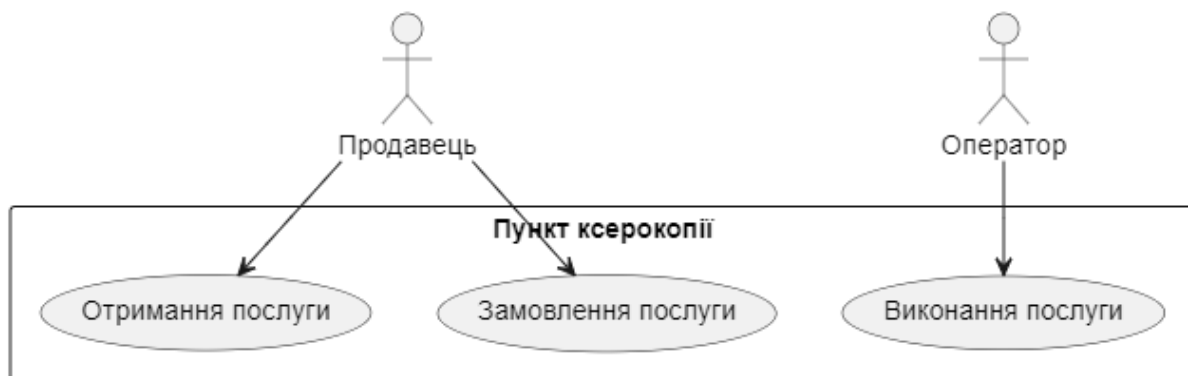 Продавець
Оператор
Пункт ксерокопії
Отримання послуги
Замовлення послуги
Виконання послуги